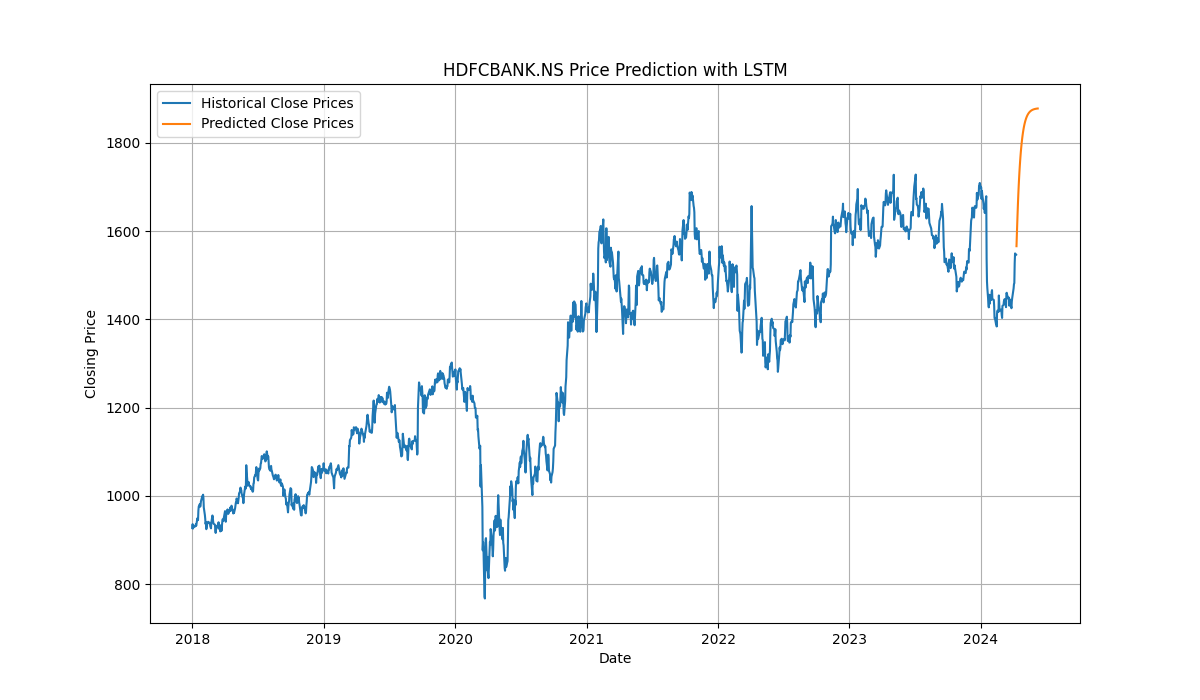 HDFCBANK.NS Price Prediction with LSTM
Historical Close Prices
Predicted Close Prices
1800
1600
1400
1200
1000
800
Closing Price
2018 2019 2020 2021 2022 2023 2024
Date